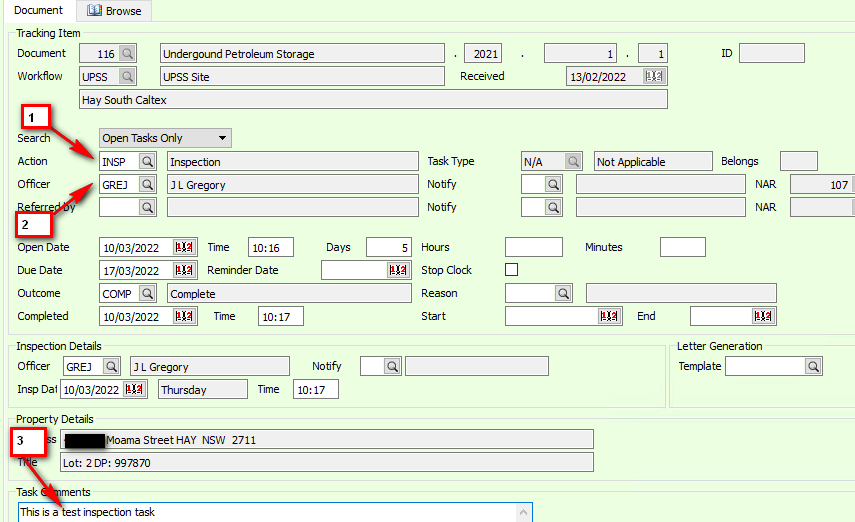 Document Browse
Tracking Item
Document 116 Undergound Petroleum Storage . 2021 . 1 . 1 ID
Workflow UPSS UPSS Site Received 13/02/2022
Hay South Caltex
1
Search Open Tasks Only
Action INSP Inspection Task Type N/A Not Applicable Belongs
Officer GREJ J L Gregory Notify NAR 107
Referred by Notify NAR
2
Open Date 10/03/2022 Time 10:16 Days 5 Hours Minutes
Due Date 17/03/2022 Reminder Date Stop Clock
Outcome COMP Complete Reason
Completed 10/03/2022 Time 10:17 Start End
Inspection Details Letter Generation
Officer GREJ J L Gregory Notify Template
Insp Dat 10/03/2022 Thursday Time 10:17
Property Details
3
ss Moama Street HAY NSW 2711
Title Lot: 2 DP: 997870
Task Comments
This is a test inspection task